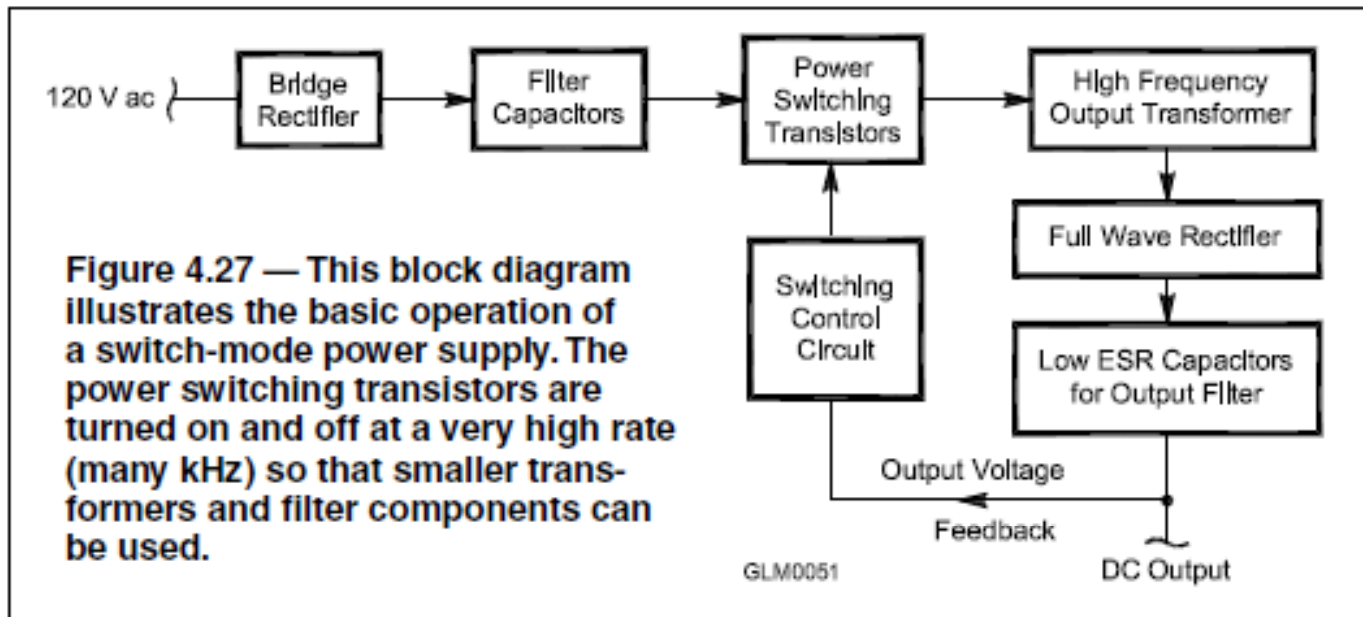 120 V ac
Bridge
Rectifier
Filter
Capacitors
Power
Switching
Transistors
High Frequency
Output Transformer
Full Wave Rectifier
Low ESR Capacitors
for Output Filter
Switching
Control
Circuit
Output Voltage
Feedback
DC Output
GLM0051
Figure 4.27 — This block diagram
illustrates the basic operation of
a switch-mode power supply. The
power switching transistors are
turned on and off at a very high rate
(many kHz) so that smaller trans-
formers and filter components can
be used.